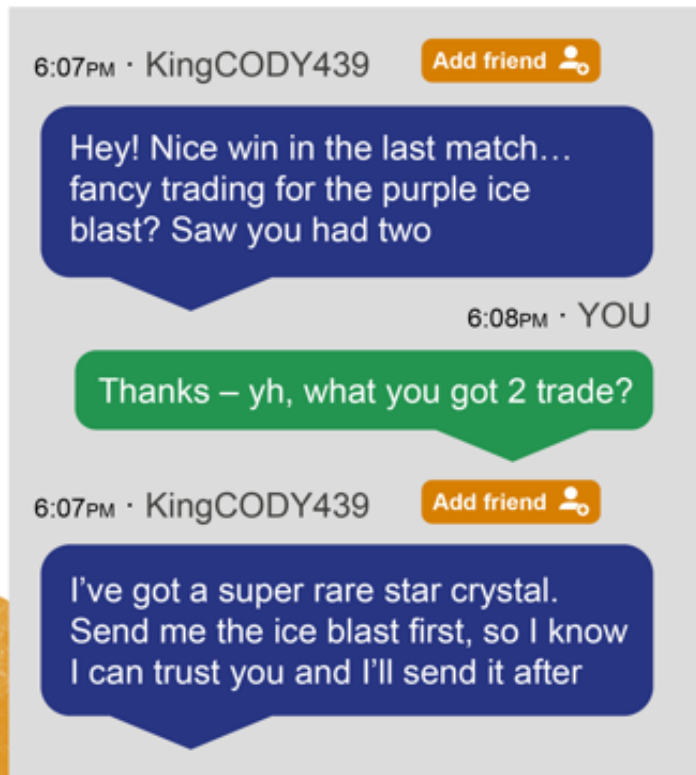 6:07PM · KingCODY439 Add friend
Hey! Nice win in the last match…
fancy trading for the purple ice
blast? Saw you had two
6:08PM · YOU
Thanks – yh, what you got 2 trade?
6:07PM · KingCODY439 Add friend
I’ve got a super rare star crystal.
Send me the ice blast first, so I know
I can trust you and I’ll send it after